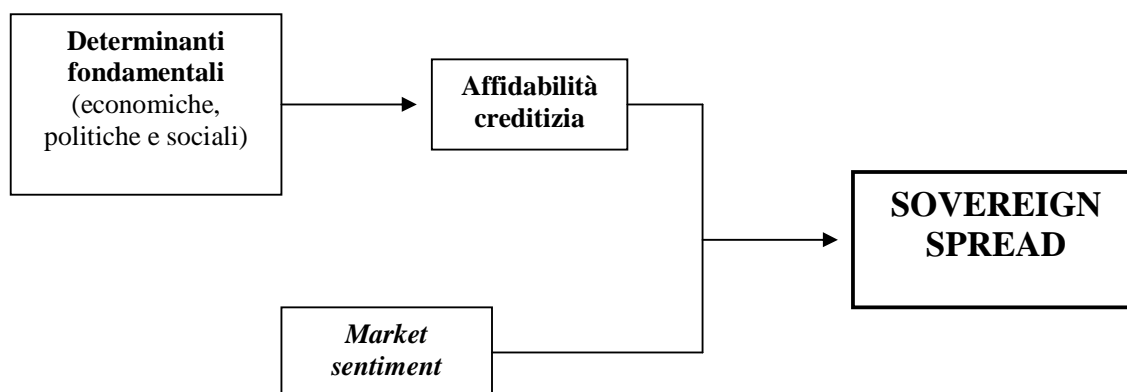 Determinanti
fondamentali
(economiche,
politiche e sociali)
Affidabilità
creditizia
SOVEREIGN
SPREAD
Market
sentiment